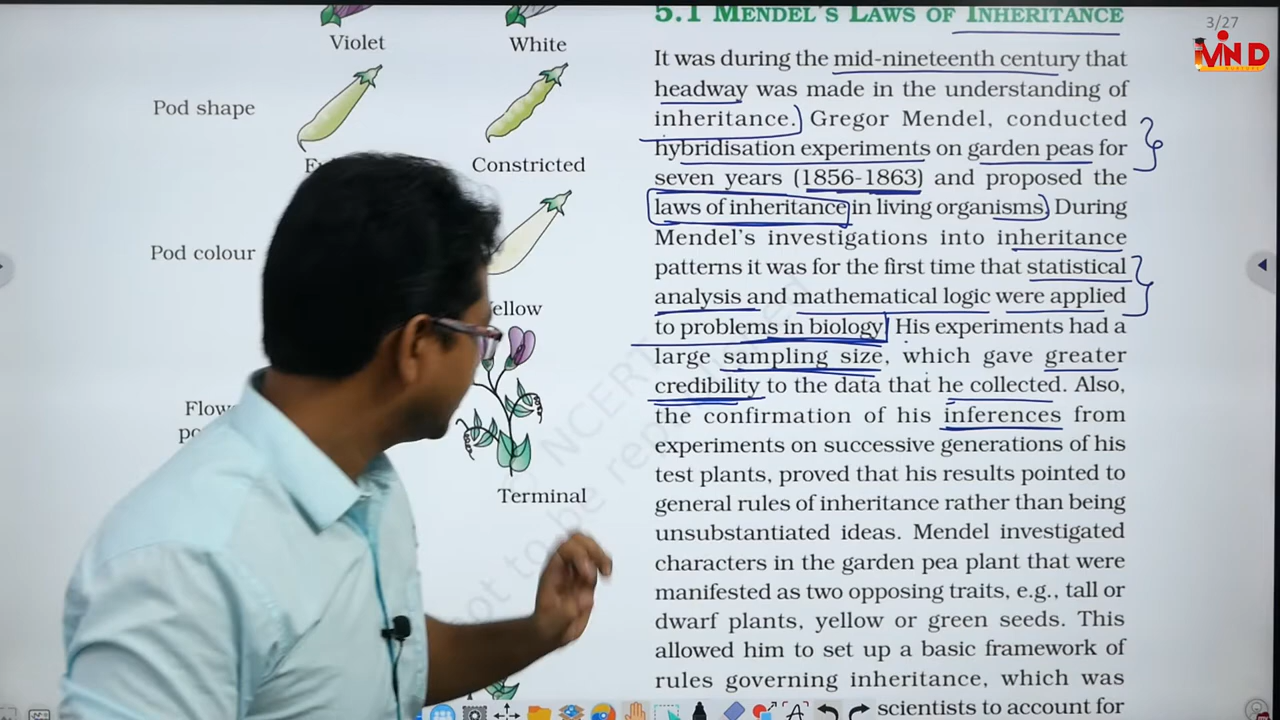 5.1 MENDEL'S LAWS OF INHERITANCE
3/27
MIND
Violet
White
Pod shape
Constricted
Pod colour
Terminal
It was during the mid-nineteenth century that
headway was made in the understanding of
inheritance. Gregor Mendel, conducted
hybridisation experiments on garden peas for
seven years (1856-1863) and proposed the
laws of inheritance in living organisms. During
Mendel's investigations into inheritance
patterns it was for the first time that statistical
analysis and mathematical logic were applied
to problems in biology. His experiments had a
large sampling size, which gave greater
credibility to the data that he collected. Also,
the confirmation of his inferences from
experiments on successive generations of his
test plants, proved that his results pointed to
general rules of inheritance rather than being
unsubstantiated ideas. Mendel investigated
characters in the garden pea plant that were
manifested as two opposing traits, e.g., tall or
dwarf plants, yellow or green seeds. This
allowed him to set up a basic framework of
rules governing inheritance, which was
scientists to account for